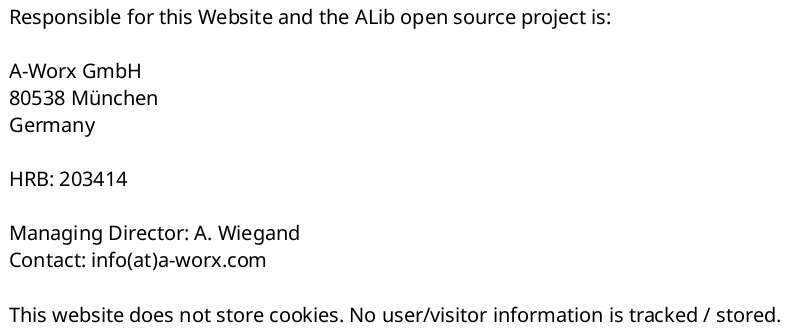 Responsible for this Website and the ALib open source project is:
A-Worx GmbH
80538 München
Germany
HRB: 203414
Managing Director: A. Wiegand
Contact: info(at)a-worx.com
This website does not store cookies. No user/visitor information is tracked / stored.